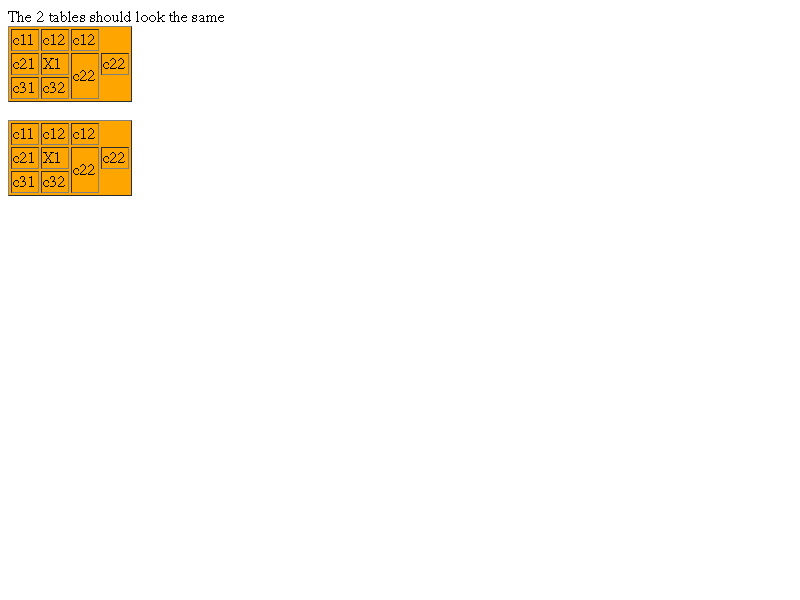 The 2 tables should look the same
c11 c12 c12
c21 X1 c22 c22
c31 c32
c11 c12 c12
c21 X1 c22 c22
c31 c32